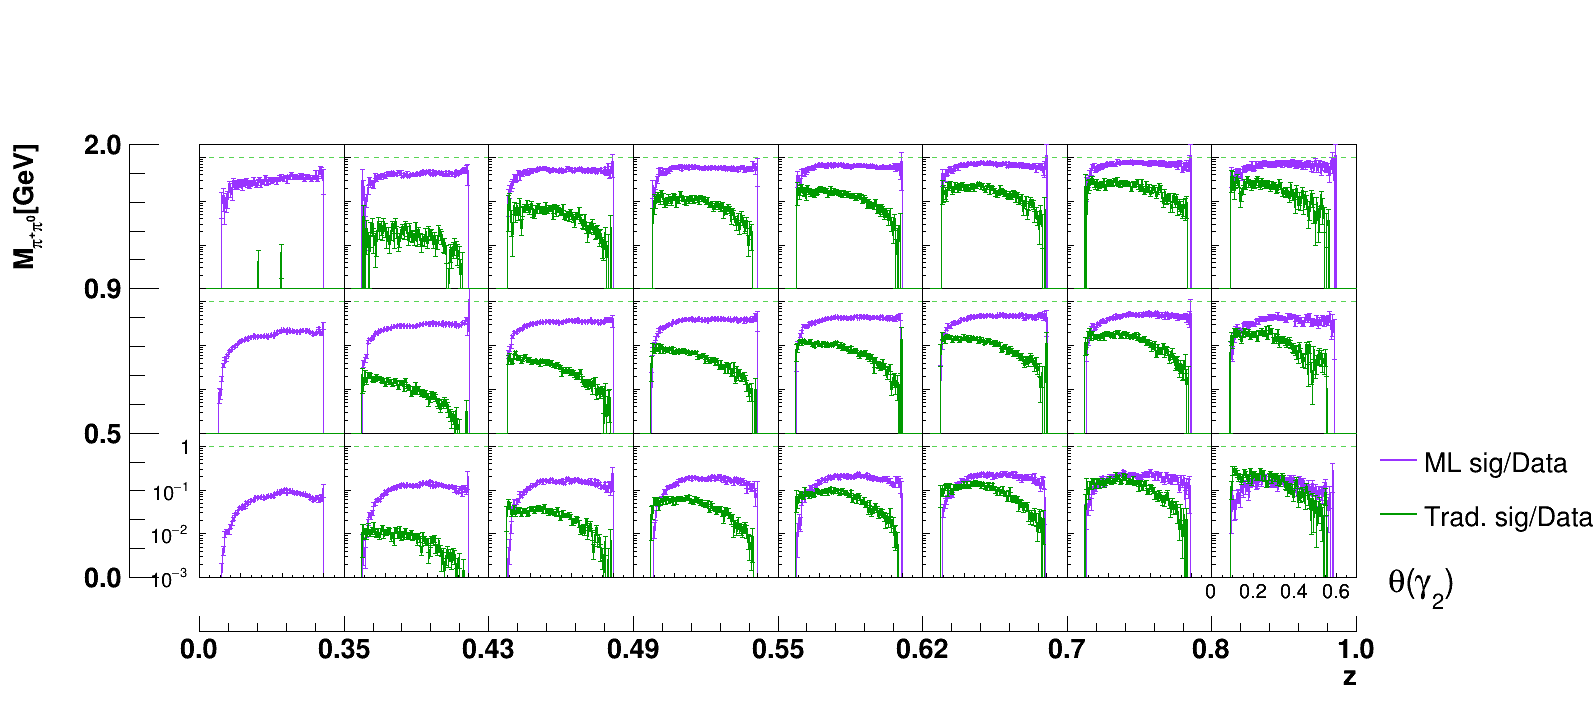 M_{π⁺π⁰} [GeV]
2.0
0.9
0.5
0.0
1
10⁻¹
10⁻²
10⁻³
ML sig/Data
Trad. sig/Data
0 0.2 0.4 0.6
θ(γ₂)
0.0 0.35 0.43 0.49 0.55 0.62 0.7 0.8 1.0
z